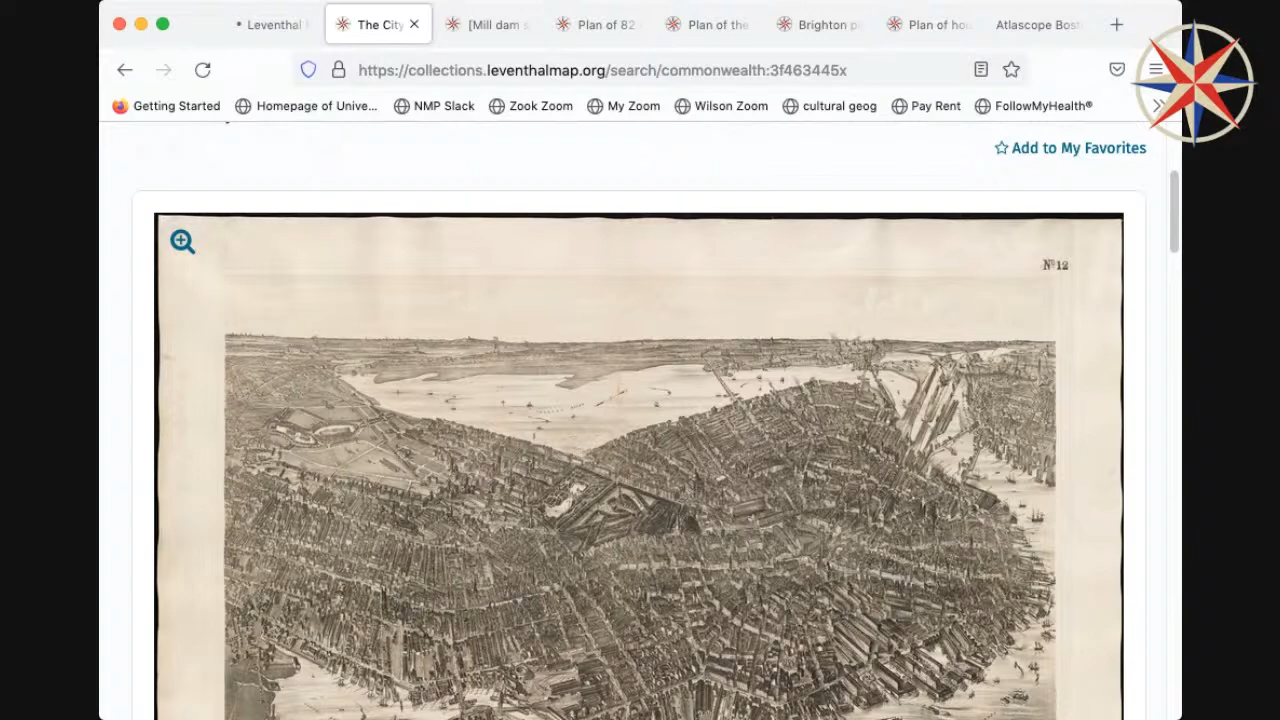 Leventhal
The City
[Mill dam s
Plan of 82
Plan of the
Brighton p
Plan of hou
Atlascope Bos
https://collections.leventhalmap.org/search/commonwealth:3f463445x
Getting Started
Homepage of Unive...
NMP Slack
Zook Zoom
My Zoom
Wilson Zoom
cultural geog
Pay Rent
FollowMyHealth®
Add to My Favorites
Nº12